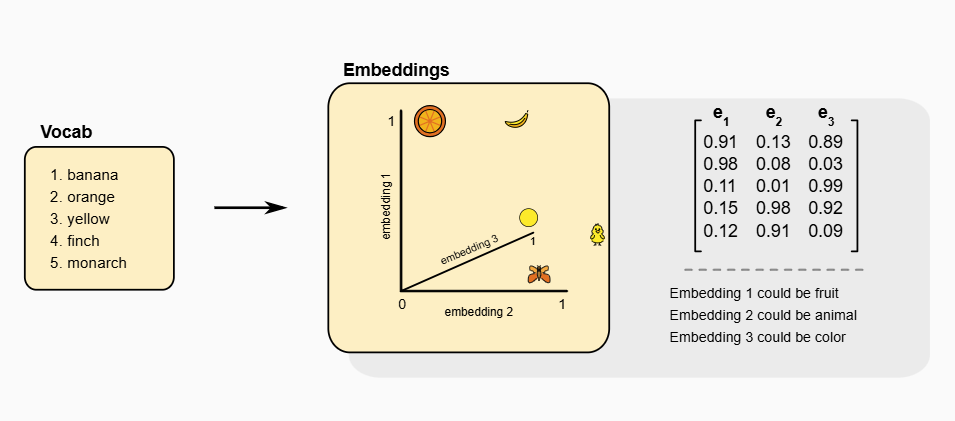 Vocab
1. banana
2. orange
3. yellow
4. finch
5. monarch
Embeddings
1
embedding 1
embedding 3
1
0
embedding 2
1
e1 e2 e3
0.91 0.13 0.89
0.98 0.08 0.03
0.11 0.01 0.99
0.15 0.98 0.92
0.12 0.91 0.09
Embedding 1 could be fruit
Embedding 2 could be animal
Embedding 3 could be color